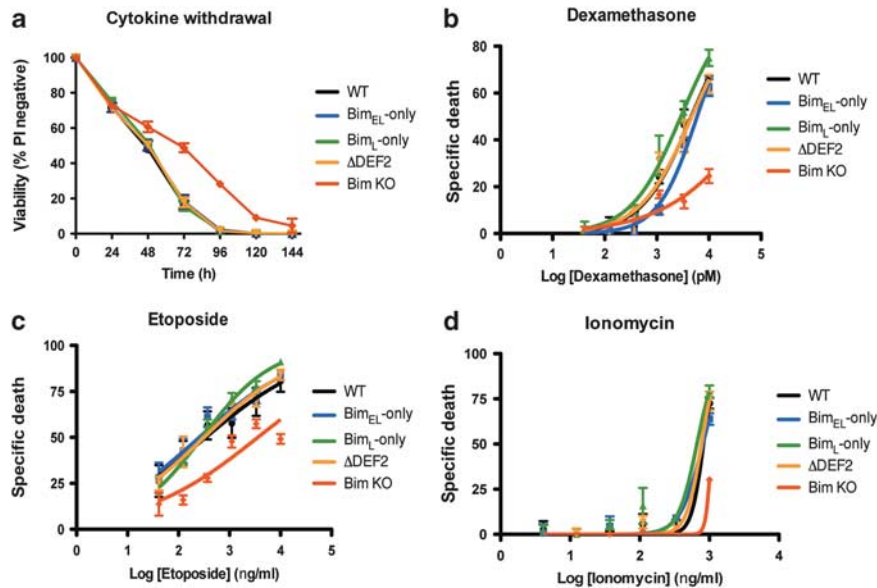 a
Cytokine withdrawal
Viability (% PI negative)
100
80
60
40
20
0
0 24 48 72 96 120 144
Time (h)
WT
BimEL-only
BimL-only
ΔDEF2
Bim KO
b
Dexamethasone
Specific death
80
60
40
20
0
0 1 2 3 4 5
Log [Dexamethasone] (pM)
WT
BimEL-only
BimL-only
ΔDEF2
Bim KO
c
Etoposide
Specific death
100
75
50
25
0
0 1 2 3 4 5
Log [Etoposide] (ng/ml)
WT
BimEL-only
BimL-only
ΔDEF2
Bim KO
d
Ionomycin
Specific death
100
75
50
25
0
0 1 2 3 4
Log [Ionomycin] (ng/ml)
WT
BimEL-only
BimL-only
ΔDEF2
Bim KO